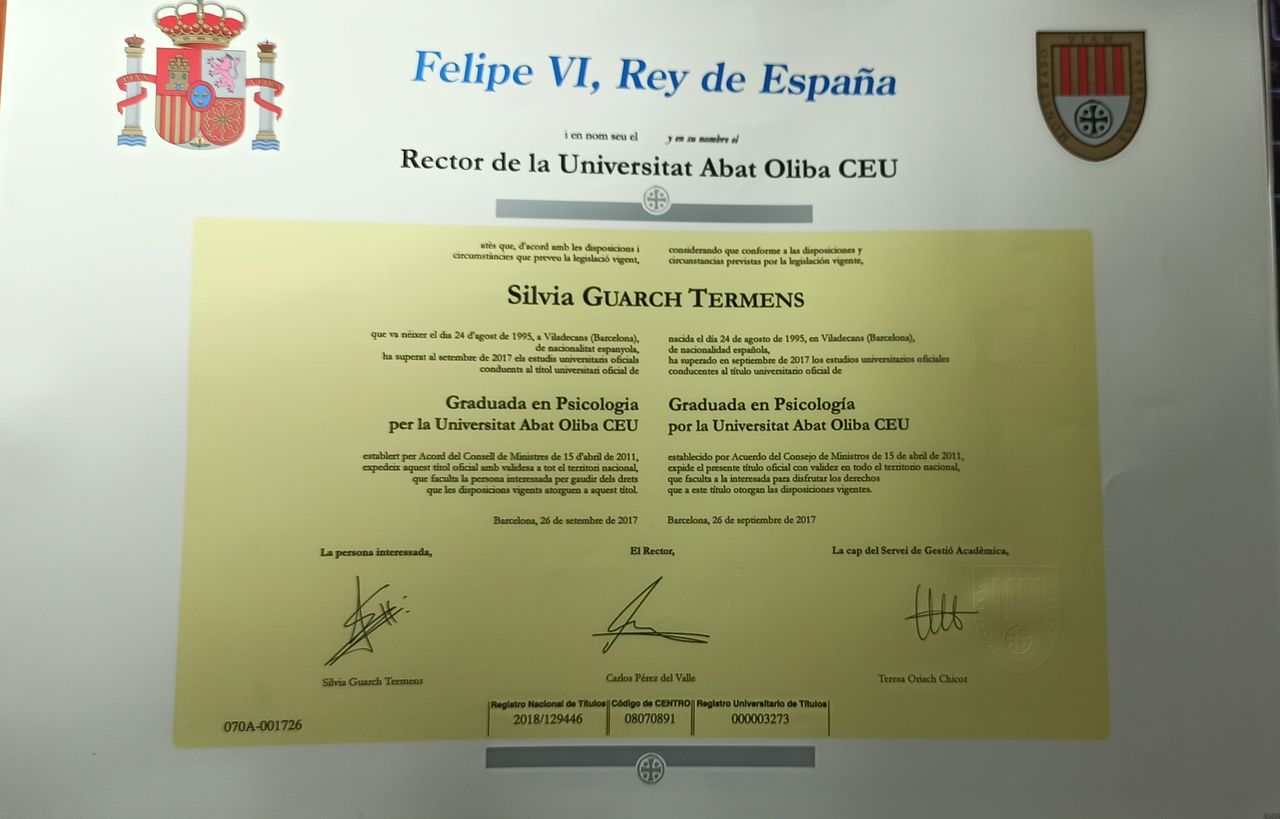 Felipe VI, Rey de España
i en nom seu el y en su nombre el
Rector de la Universitat Abat Oliba CEU
atès que, d'acord amb les disposicions i
circumstàncies que preveu la legislació vigent,
considerando que conforme a las disposiciones y
circunstancias previstas por la legislación vigente,
Silvia GUARCH TERMENS
que va néixer el dia 24 d'agost de 1995, a Viladecans (Barcelona),
de nacionalitat espanyola,
ha superat al setembre de 2017 els estudis universitaris oficials
conduents al títol universitari oficial de
nacida el día 24 de agosto de 1995, en Viladecans (Barcelona),
de nacionalidad española,
ha superado en septiembre de 2017 los estudios universitarios oficiales
conducentes al título universitario oficial de
Graduada en Psicologia
per la Universitat Abat Oliba CEU
Graduada en Psicología
por la Universitat Abat Oliba CEU
establert per Acord del Consell de Ministres de 15 d'abril de 2011,
expedeix aquest títol oficial amb validesa a tot el territori nacional,
que faculta la persona interessada per gaudir dels drets
que les disposicions vigents atorguen a aquest títol.
establecido por Acuerdo del Consejo de Ministros de 15 de abril de 2011,
expide el presente título oficial con validez en todo el territorio nacional,
que faculta a la interesada para disfrutar los derechos
que a este título otorgan las disposiciones vigentes.
Barcelona, 26 de setembre de 2017
Barcelona, 26 de septiembre de 2017
La persona interessada,
El Rector,
La cap del Servei de Gestió Acadèmica,
Silvia Guarch Termens
Carlos Pérez del Valle
Teresa Oriach Chicot
070A-001726
Registro Nacional de Títulos
2018/129446
Código de CENTRO
08070891
Registro Universitario de Títulos
000003273
VIAM
SAPIENTIAE
MONSTRABO